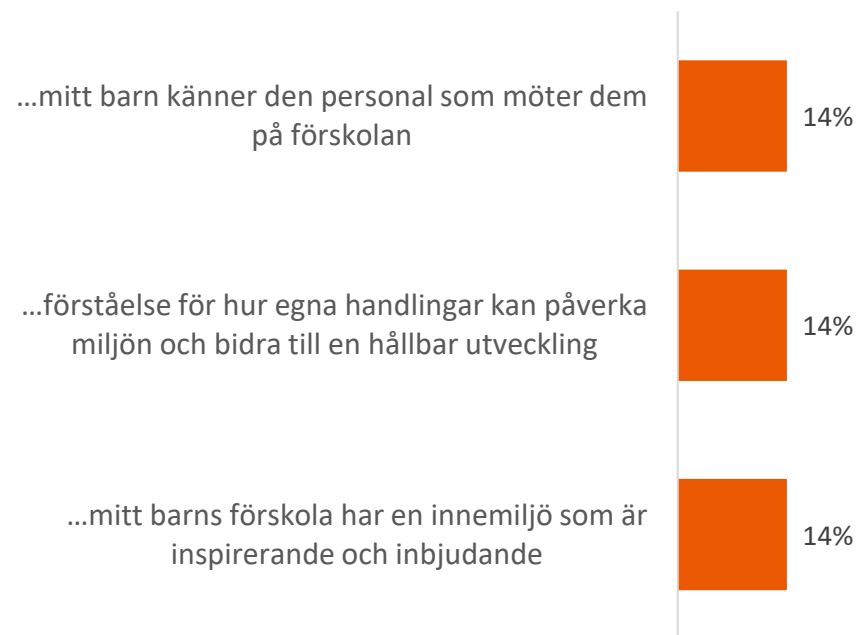 ...mitt barn känner den personal som möter dem
på förskolan
14%
...förståelse för hur egna handlingar kan påverka
miljön och bidra till en hållbar utveckling
14%
...mitt barns förskola har en innemiljö som är
inspirerande och inbjudande
14%